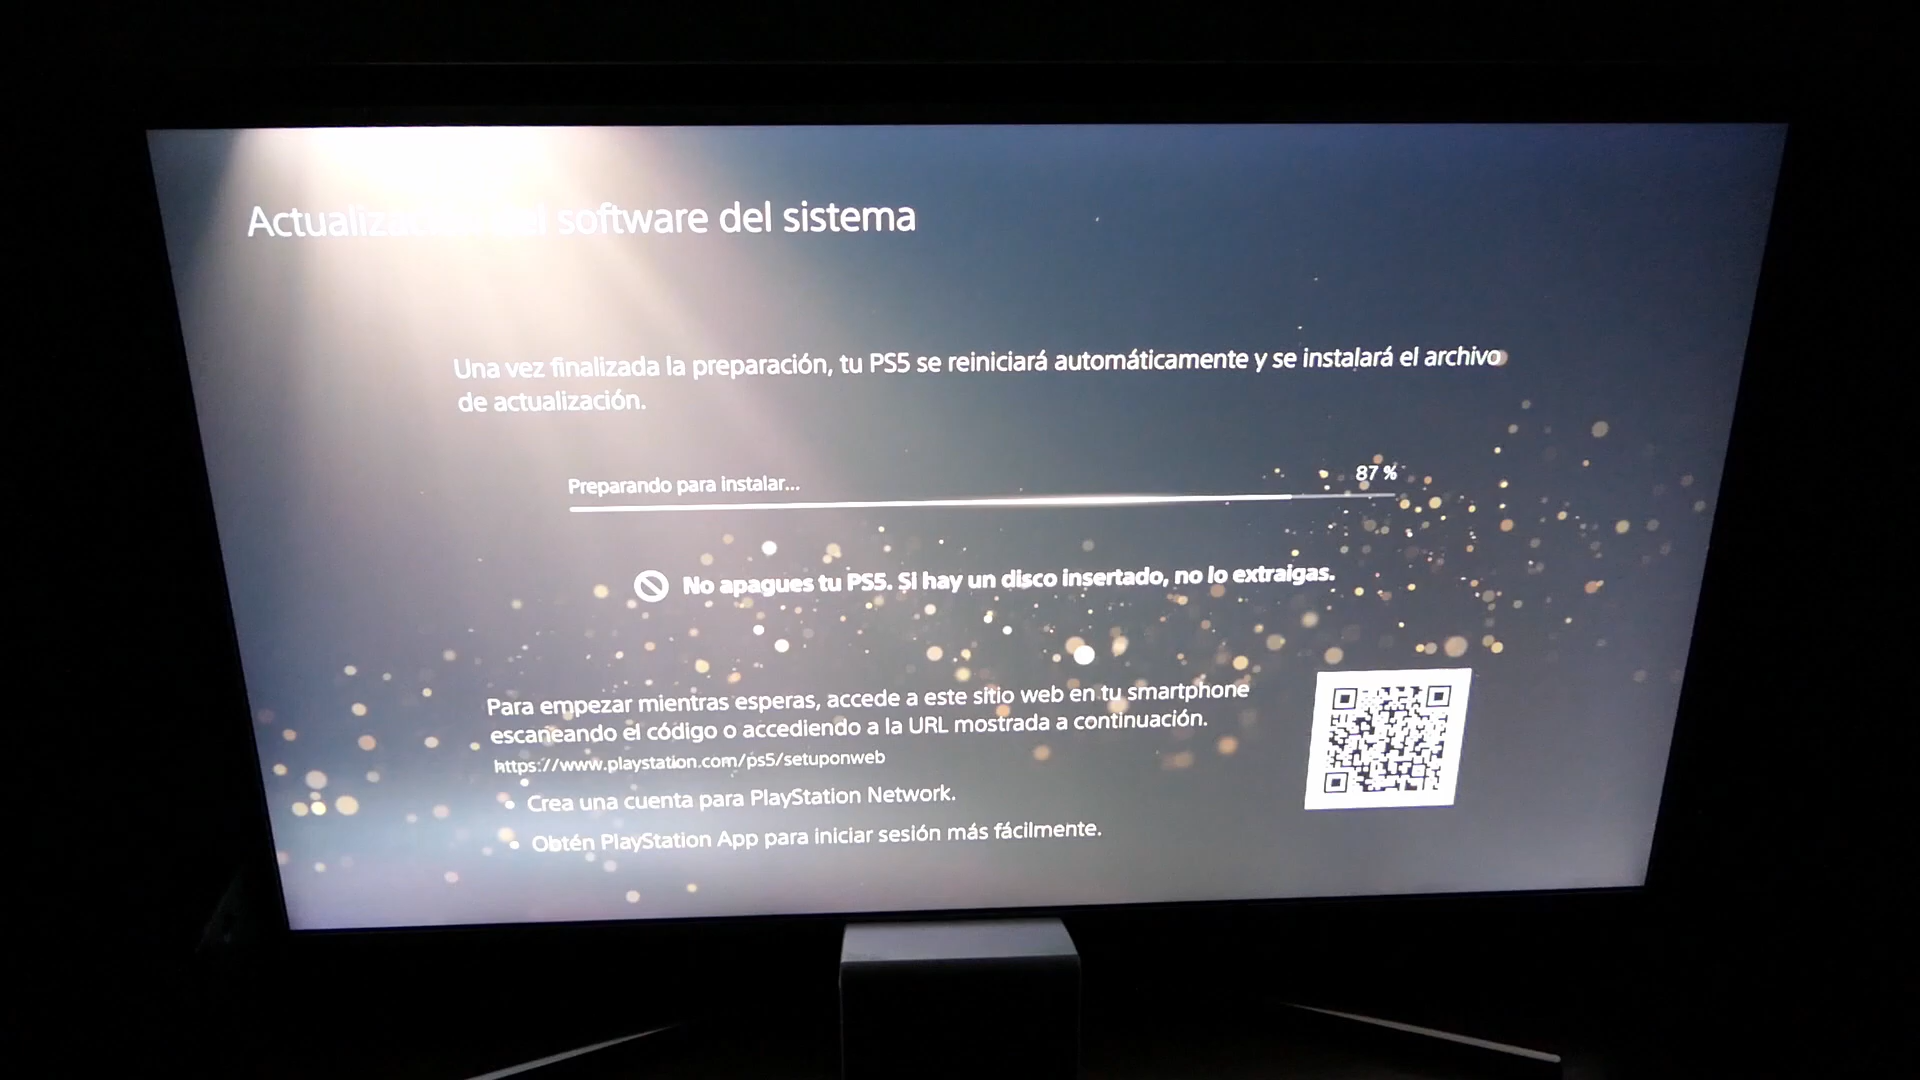 Actualización del software del sistema
Una vez finalizada la preparación, tu PS5 se reiniciará automáticamente y se instalará el archivo
de actualización.
Preparando para instalar...
87 %
No apagues tu PS5. Si hay un disco insertado, no lo extraigas.
Para empezar mientras esperas, accede a este sitio web en tu smartphone
escaneando el código o accediendo a la URL mostrada a continuación.
https://www.playstation.com/ps5/setuponweb
• Crea una cuenta para PlayStation Network.
• Obtén PlayStation App para iniciar sesión más fácilmente.